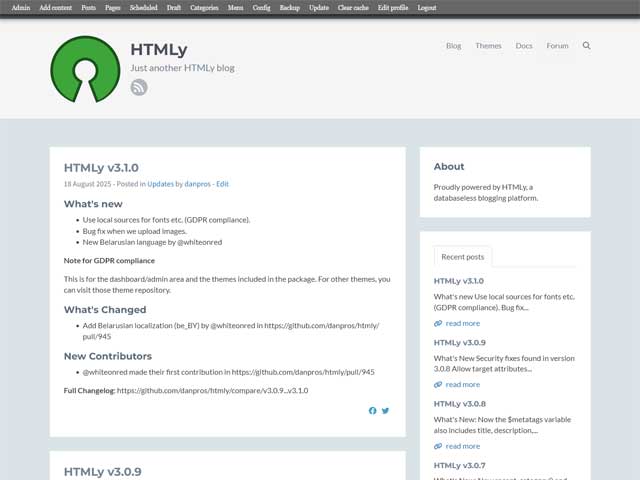 Admin Add content Posts Pages Scheduled Draft Categories Menu Config Backup Update Clear cache Edit profile Logout
HTMLy
Just another HTMLy blog
Blog Themes Docs Forum
HTMLy v3.1.0
18 August 2025 - Posted in Updates by danpros - Edit
What's new
Use local sources for fonts etc. (GDPR compliance).
Bug fix when we upload images.
New Belarusian language by @whiteonred
Note for GDPR compliance
This is for the dashboard/admin area and the themes included in the package. For other themes, you
can visit those theme repository.
What's Changed
Add Belarusian localization (be_BY) by @whiteonred in https://github.com/danpros/htmly/
pull/945
New Contributors
@whiteonred made their first contribution in https://github.com/danpros/htmly/pull/945
Full Changelog: https://github.com/danpros/htmly/compare/v3.0.9...v3.1.0
HTMLy v3.0.9
About
Proudly powered by HTMLy, a
databaseless blogging platform.
Recent posts
HTMLy v3.1.0
What's new Use local sources for fonts etc.
(GDPR compliance). Bug fix...
read more
HTMLy v3.0.9
What's New Security fixes found in version
3.0.8 Allow target attributes...
read more
HTMLy v3.0.8
What's New: Now the $metatags variable
also includes title, description,...
read more
HTMLy v3.0.7